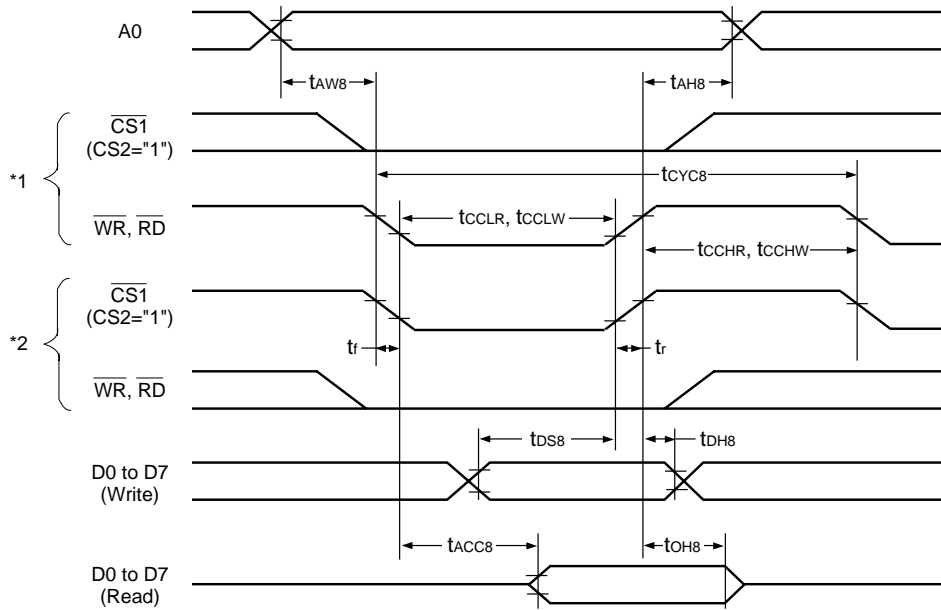 A0
tAW8
tAH8
*1
CS1
(CS2="1")
tCYC8
WR, RD
tCCLR, tCCLW
tCCHR, tCCHW
*2
CS1
(CS2="1")
tf
tr
WR, RD
tDS8
tDH8
D0 to D7
(Write)
tACC8
tOH8
D0 to D7
(Read)